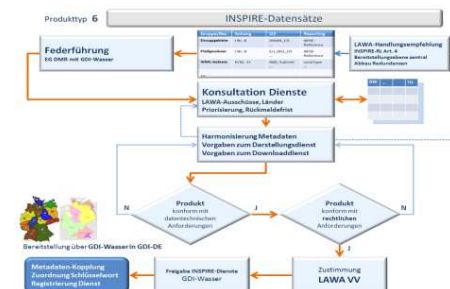 Produkttyp 6
INSPIRE-Datensätze
Federführung
EG DMR mit GDI-Wasser
Anhang
Reporting
LAWA-Handlungsempfehlung
INSPIRE-RL Art. 4
Bereitstellungsebene zentral
Abbau Redundanzen
Konsultation Dienste
LAWA-Ausschüsse, Länder
Priorisierung, Rückmeldefrist
Harmonisierung Metadaten
Vorgaben zum Darstellungsdienst
Vorgaben zum Downloaddienst
N
Produkt
konform mit
datentechnischen
Anforderungen
J
Produkt
konform mit
rechtlichen
Anforderungen
N
J
Bereitstellung über GDI-Wasser in GDI-DE
Metadaten-Kopplung
Zuordnung Schlüsselwort
Registrierung Dienst
Freigabe INSPIRE-Dienste
GDI-Wasser
Zustimmung
LAWA VV